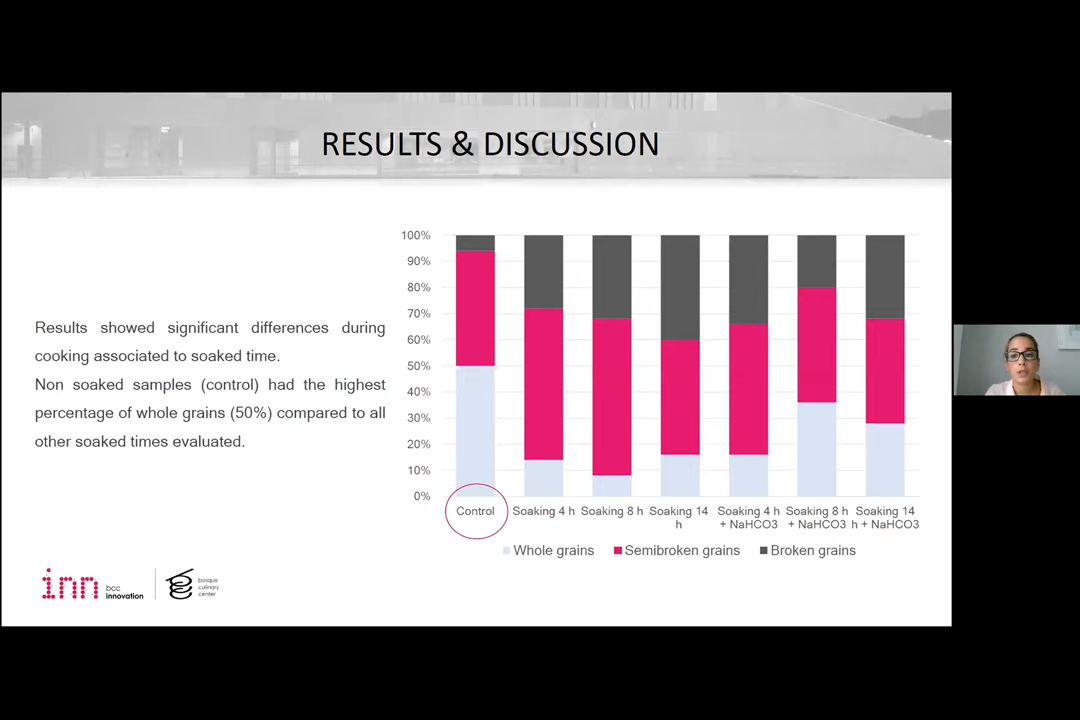 RESULTS & DISCUSSION
Results showed significant differences during
cooking associated to soaked time.
Non soaked samples (control) had the highest
percentage of whole grains (50%) compared to all
other soaked times evaluated.
100%
90%
80%
70%
60%
50%
40%
30%
20%
10%
0%
Control
Soaking 4 h
Soaking 8 h
Soaking 14
h
Soaking 4 h
+ NaHCO3
Soaking 8 h
+ NaHCO3
Soaking 14
h + NaHCO3
Whole grains
Semibroken grains
Broken grains
inn
bcc
innovation
basque
culinary
center